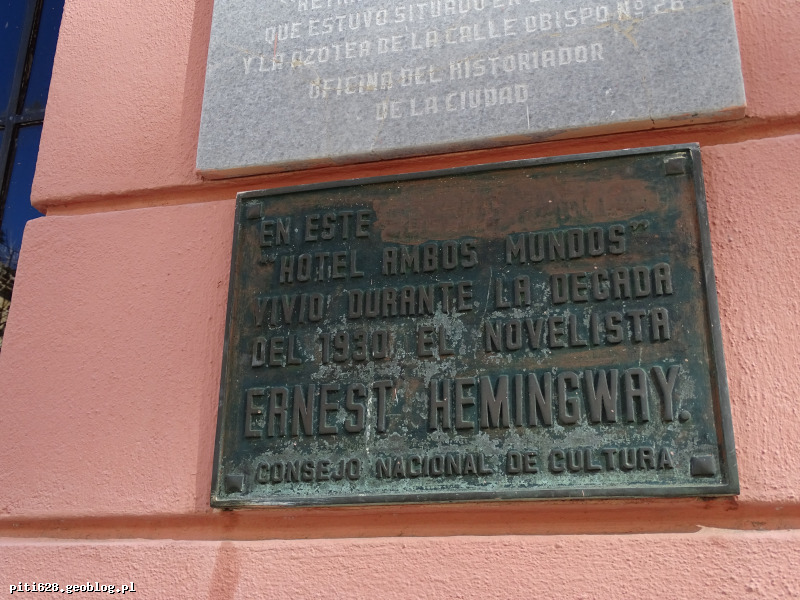 QUE ESTUVO SITUADO EN
Y LA AZOTEA DE LA CALLE OBISPO Nº 26
OFICINA DEL HISTORIADOR
DE LA CIUDAD
EN ESTE
"HOTEL AMBOS MUNDOS"
VIVIO DURANTE LA DECADA
DEL 1930 EL NOVELISTA
ERNEST HEMINGWAY.
CONSEJO NACIONAL DE CULTURA
piti628.geoblog.pl